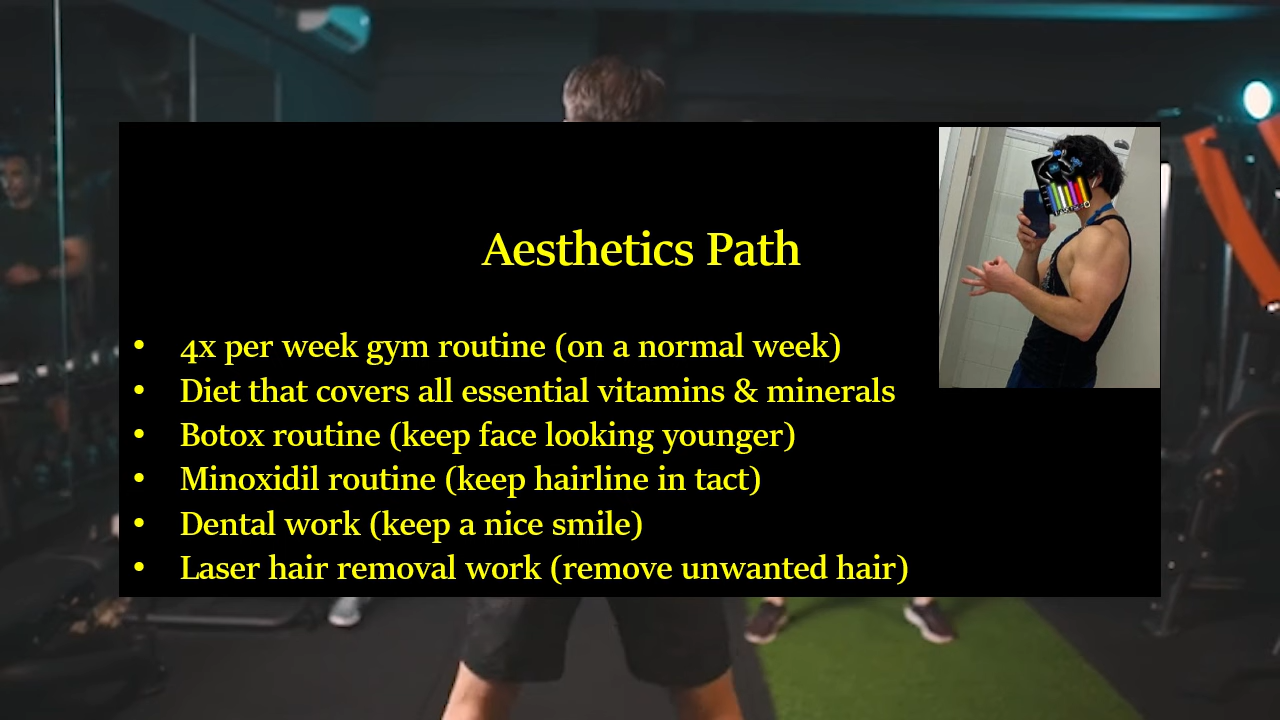 Aesthetics Path
• 4x per week gym routine (on a normal week)
• Diet that covers all essential vitamins & minerals
• Botox routine (keep face looking younger)
• Minoxidil routine (keep hairline in tact)
• Dental work (keep a nice smile)
• Laser hair removal work (remove unwanted hair)